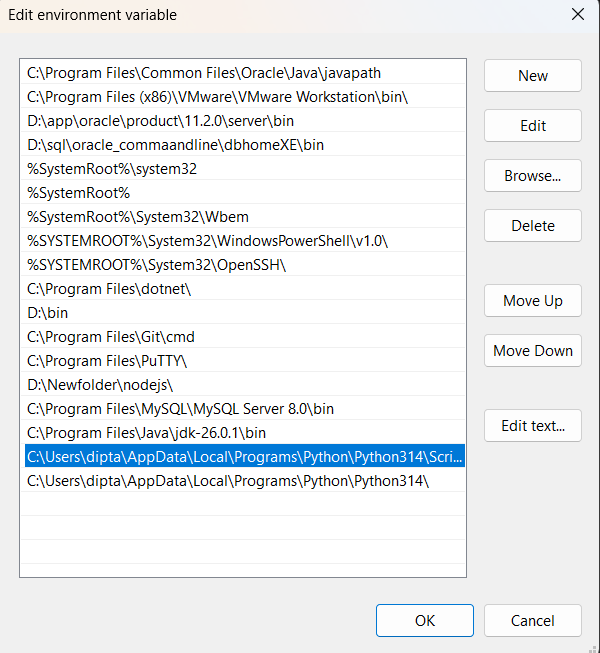 Edit environment variable
C:\Program Files\Common Files\Oracle\Java\javapath
C:\Program Files (x86)\VMware\VMware Workstation\bin\
D:\app\oracle\product\11.2.0\server\bin
D:\sql\oracle_commaandline\dbhomeXE\bin
%SystemRoot%\system32
%SystemRoot%
%SystemRoot%\System32\Wbem
%SYSTEMROOT%\System32\WindowsPowerShell\v1.0\
%SYSTEMROOT%\System32\OpenSSH\
C:\Program Files\dotnet\
D:\bin
C:\Program Files\Git\cmd
C:\Program Files\PuTTY\
D:\Newfolder\nodejs\
C:\Program Files\MySQL\MySQL Server 8.0\bin
C:\Program Files\Java\jdk-26.0.1\bin
C:\Users\dipta\AppData\Local\Programs\Python\Python314\Scri...
C:\Users\dipta\AppData\Local\Programs\Python\Python314\
New
Edit
Browse...
Delete
Move Up
Move Down
Edit text...
OK
Cancel